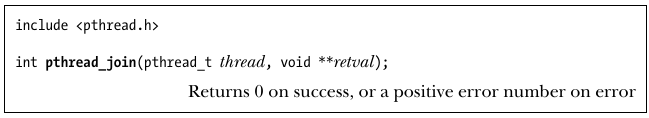 include <pthread.h>
int pthread_join(pthread_t thread, void **retval);
Returns 0 on success, or a positive error number on error